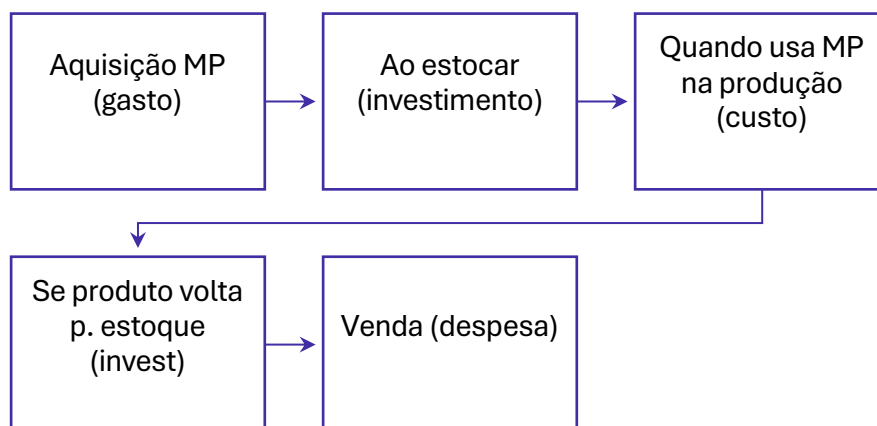 Aquisição MP
(gasto)
Ao estocar
(investimento)
Quando usa MP
na produção
(custo)
Se produto volta
p. estoque
(invest)
Venda (despesa)